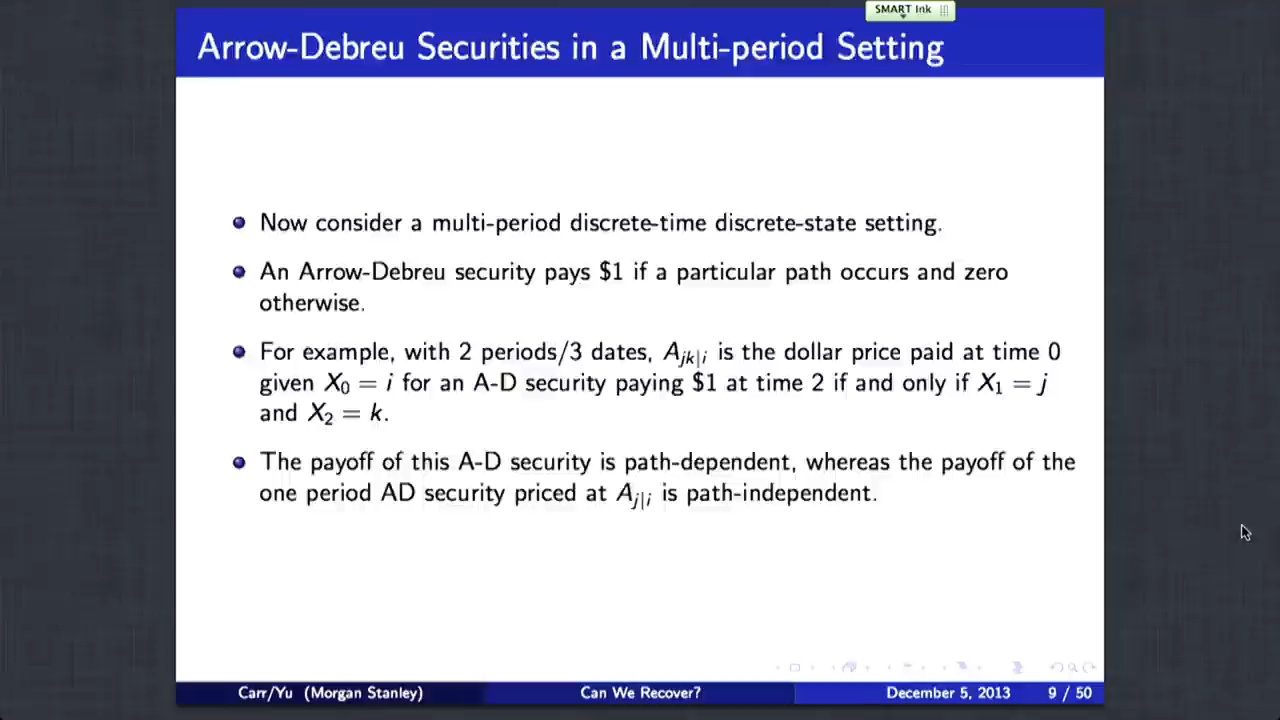 SMART Ink
Arrow-Debreu Securities in a Multi-period Setting
Now consider a multi-period discrete-time discrete-state setting.
An Arrow-Debreu security pays $1 if a particular path occurs and zero
otherwise.
For example, with 2 periods/3 dates, A_{jk|i} is the dollar price paid at time 0
given X_0 = i for an A-D security paying $1 at time 2 if and only if X_1 = j
and X_2 = k.
The payoff of this A-D security is path-dependent, whereas the payoff of the
one period AD security priced at A_{j|i} is path-independent.
Carr/Yu (Morgan Stanley) Can We Recover? December 5, 2013 9 / 50